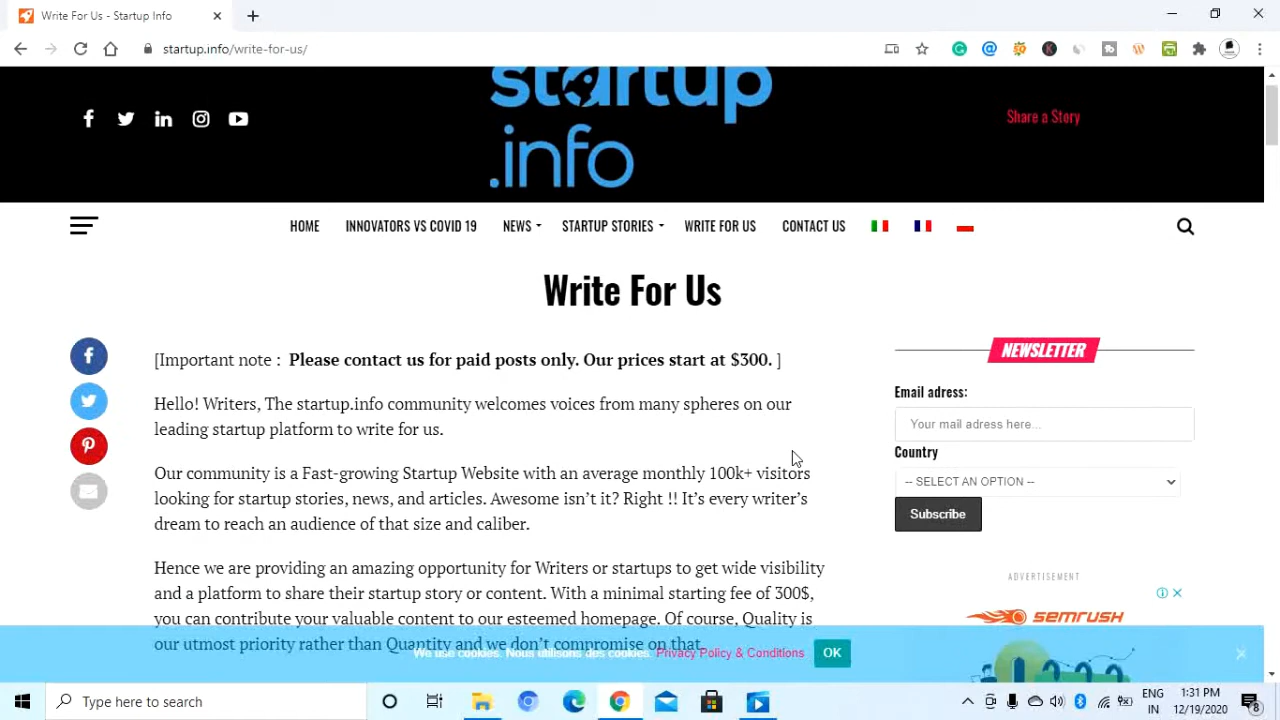 Write For Us - Startup Info
startup.info/write-for-us/
startup
.info
Share a Story
HOME INNOVATORS VS COVID 19 NEWS STARTUP STORIES WRITE FOR US CONTACT US
Write For Us
[Important note : Please contact us for paid posts only. Our prices start at $300. ]
Hello! Writers, The startup.info community welcomes voices from many spheres on our
leading startup platform to write for us.
Our community is a Fast-growing Startup Website with an average monthly 100k+ visitors
looking for startup stories, news, and articles. Awesome isn't it? Right !! It's every writer's
dream to reach an audience of that size and caliber.
Hence we are providing an amazing opportunity for Writers or startups to get wide visibility
and a platform to share their startup story or content. With a minimal starting fee of 300$,
you can contribute your valuable content to our esteemed homepage. Of course, Quality is
our utmost priority rather than Quantity and we don't compromise on that.
NEWSLETTER
Email adress:
Your mail adress here...
Country
-- SELECT AN OPTION --
Subscribe
ADVERTISEMENT
SEMRUSH
We use cookies. Nous utilisons des cookies. Privacy Policy & Conditions OK
Type here to search
ENG
IN
1:31 PM
12/19/2020
8